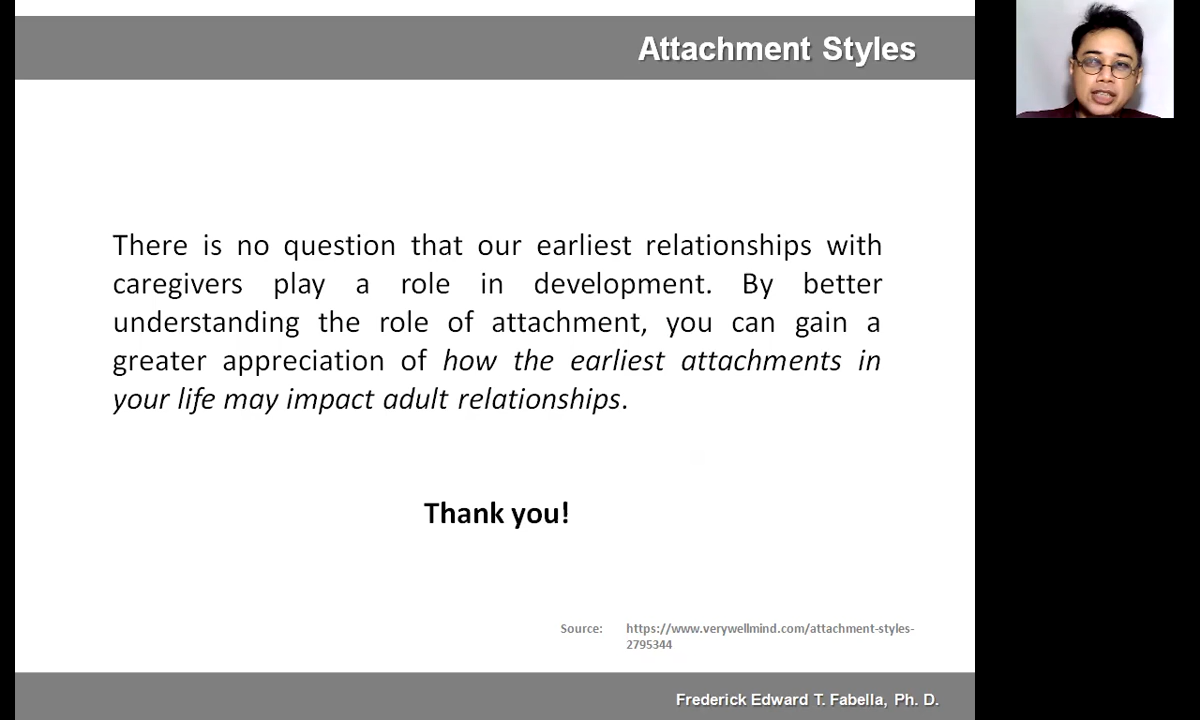 Attachment Styles
There is no question that our earliest relationships with
caregivers play a role in development. By better
understanding the role of attachment, you can gain a
greater appreciation of how the earliest attachments in
your life may impact adult relationships.
Thank you!
Source: https://www.verywellmind.com/attachment-styles-
2795344
Frederick Edward T. Fabella, Ph. D.